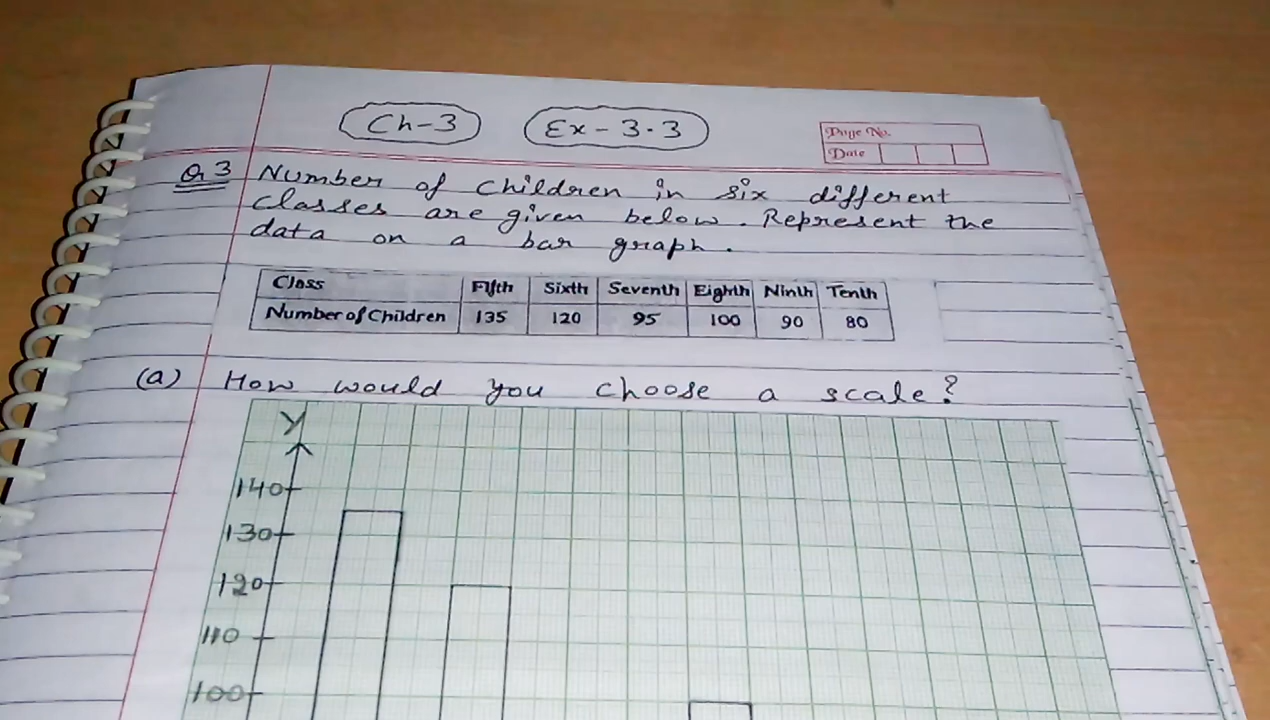 Ch-3 Ex-3.3
Page No.
Date
Q3 Number of children in six different
classes are given below. Represent the
data on a bar graph.
Class Fifth Sixth Seventh Eighth Ninth Tenth
Number of Children 135 120 95 100 90 80
(a) How would you choose a scale?
Y
140
130
120
110
100